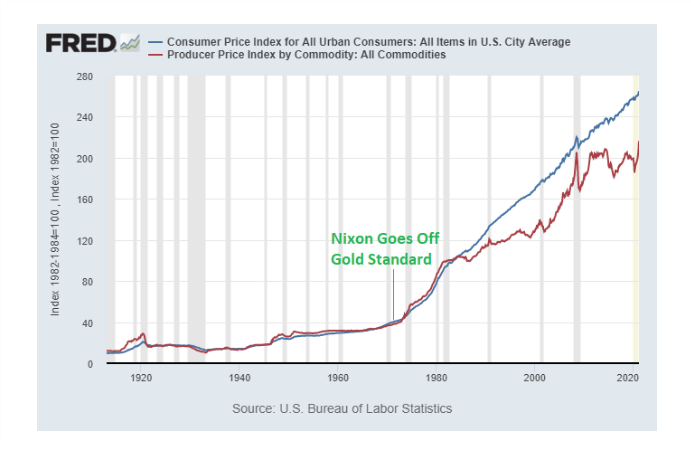 FRED
Consumer Price Index for All Urban Consumers: All Items in U.S. City Average
Producer Price Index by Commodity: All Commodities
280
240
200
160
120
80
40
0
Index 1982-1984=100 , Index 1982=100
Nixon Goes Off
Gold Standard
1920 1940 1960 1980 2000 2020
Source: U.S. Bureau of Labor Statistics